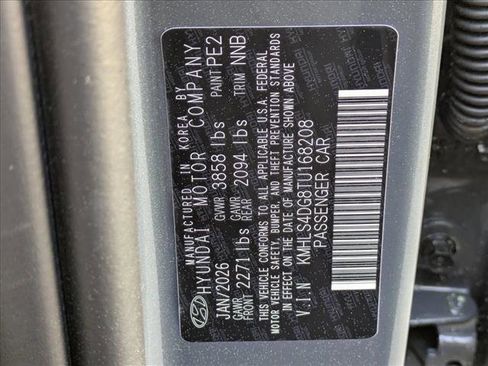 MANUFACTURED IN KOREA BY
HYUNDAI MOTOR COMPANY
JAN/2026 GVWR 3858 lbs PAINT PE2
GAWR FRONT 2271 lbs GAWR REAR 2094 lbs TRIM NNB
THIS VEHICLE CONFORMS TO ALL APPLICABLE U.S.A. FEDERAL
MOTOR VEHICLE SAFETY, BUMPER, AND THEFT PREVENTION STANDARDS
IN EFFECT ON THE DATE OF MANUFACTURE SHOWN ABOVE
V.I.N KMHLS4DG8TU168208
PASSENGER CAR